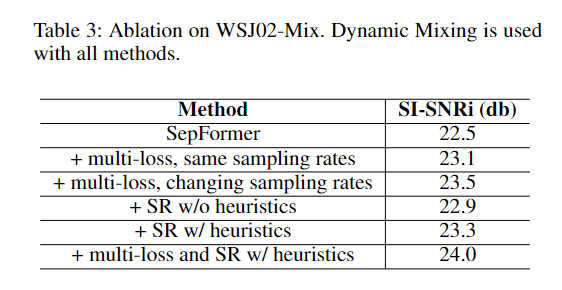 Table 3: Ablation on WSJ02-Mix. Dynamic Mixing is used
with all methods.
Method SI-SNRi (db)
SepFormer 22.5
+ multi-loss, same sampling rates 23.1
+ multi-loss, changing sampling rates 23.5
+ SR w/o heuristics 22.9
+ SR w/ heuristics 23.3
+ multi-loss and SR w/ heuristics 24.0